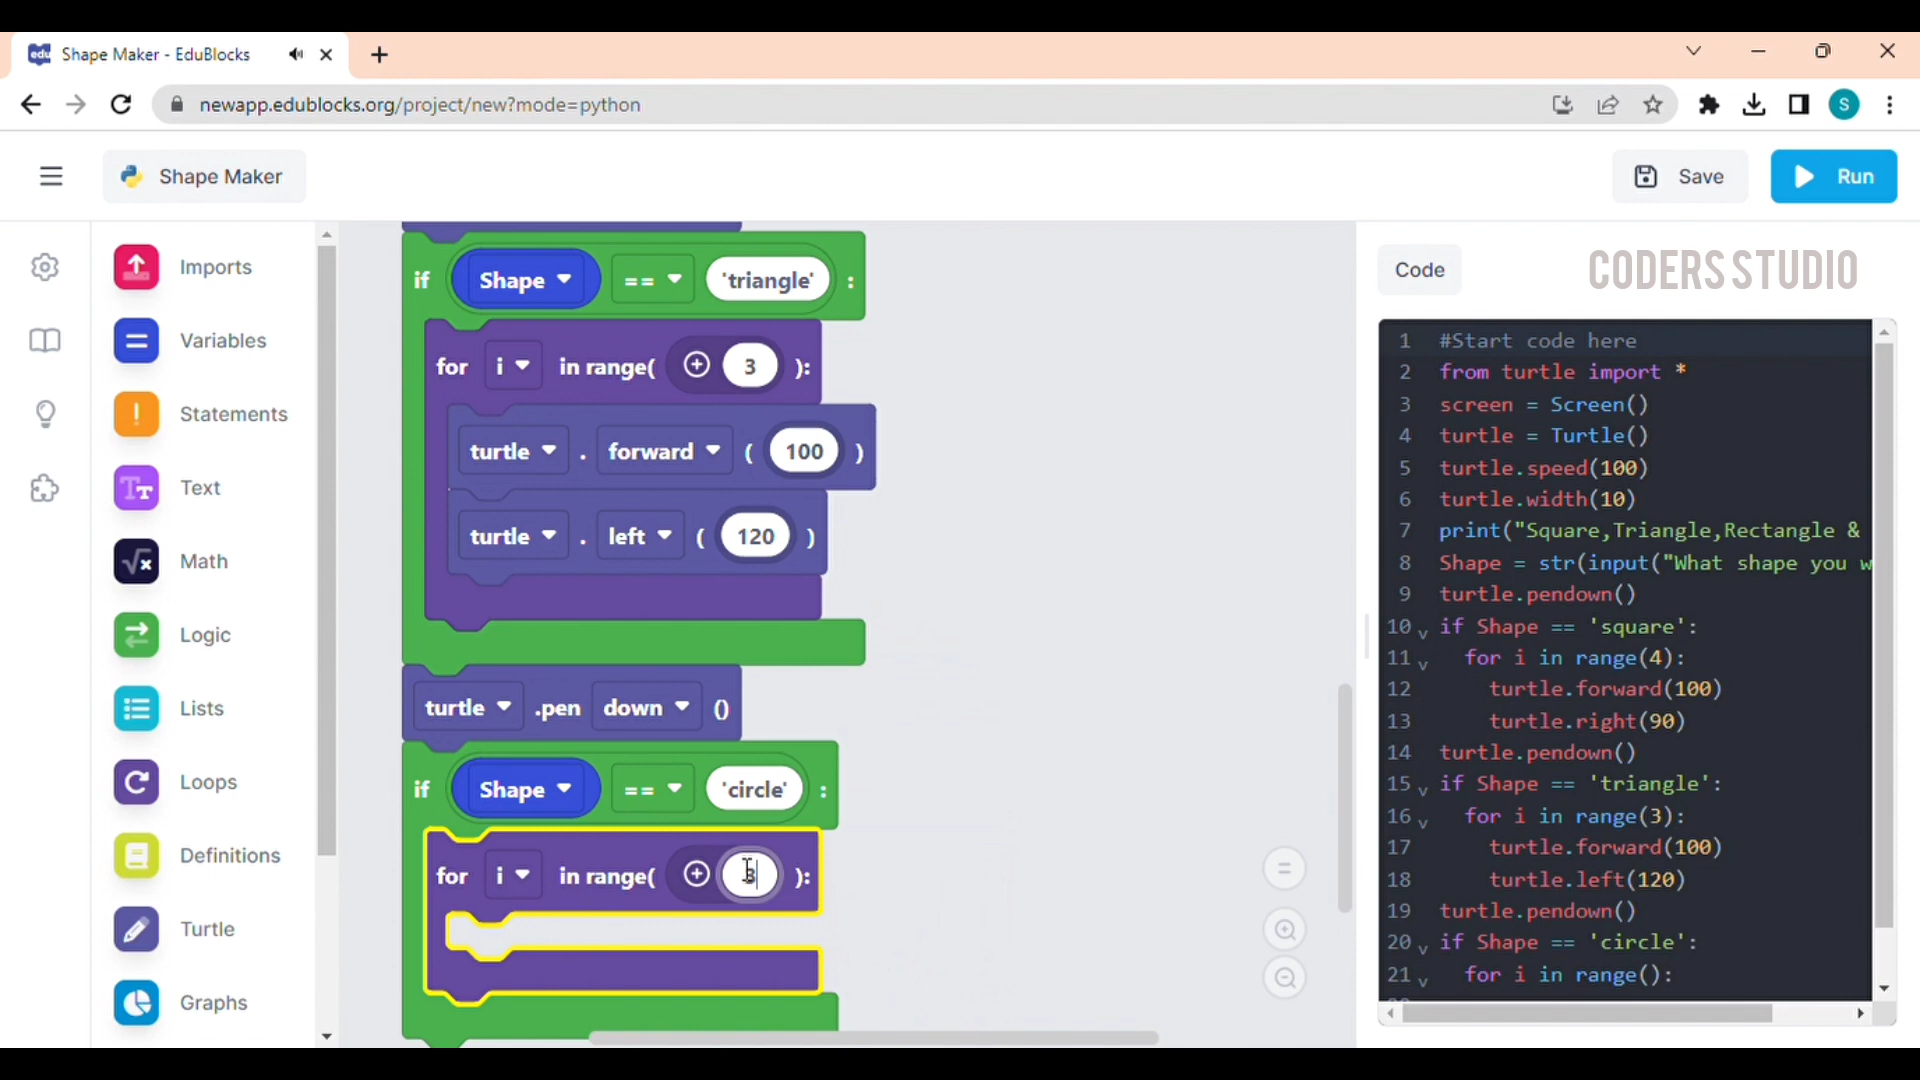 edu Shape Maker - EduBlocks
newapp.edublocks.org/project/new?mode=python
S
Shape Maker
Save
Run
Imports
Variables
Statements
Text
Math
Logic
Lists
Loops
Definitions
Turtle
Graphs
if Shape == 'triangle' :
for i in range( 3 ):
turtle . forward ( 100 )
turtle . left ( 120 )
turtle .pen down ()
if Shape == 'circle' :
for i in range( 3 ):
Code
CODERS STUDIO
1 #Start code here
2 from turtle import *
3 screen = Screen()
4 turtle = Turtle()
5 turtle.speed(100)
6 turtle.width(10)
7 print("Square,Triangle,Rectangle &
8 Shape = str(input("What shape you w
9 turtle.pendown()
10 if Shape == 'square':
11 for i in range(4):
12 turtle.forward(100)
13 turtle.right(90)
14 turtle.pendown()
15 if Shape == 'triangle':
16 for i in range(3):
17 turtle.forward(100)
18 turtle.left(120)
19 turtle.pendown()
20 if Shape == 'circle':
21 for i in range():